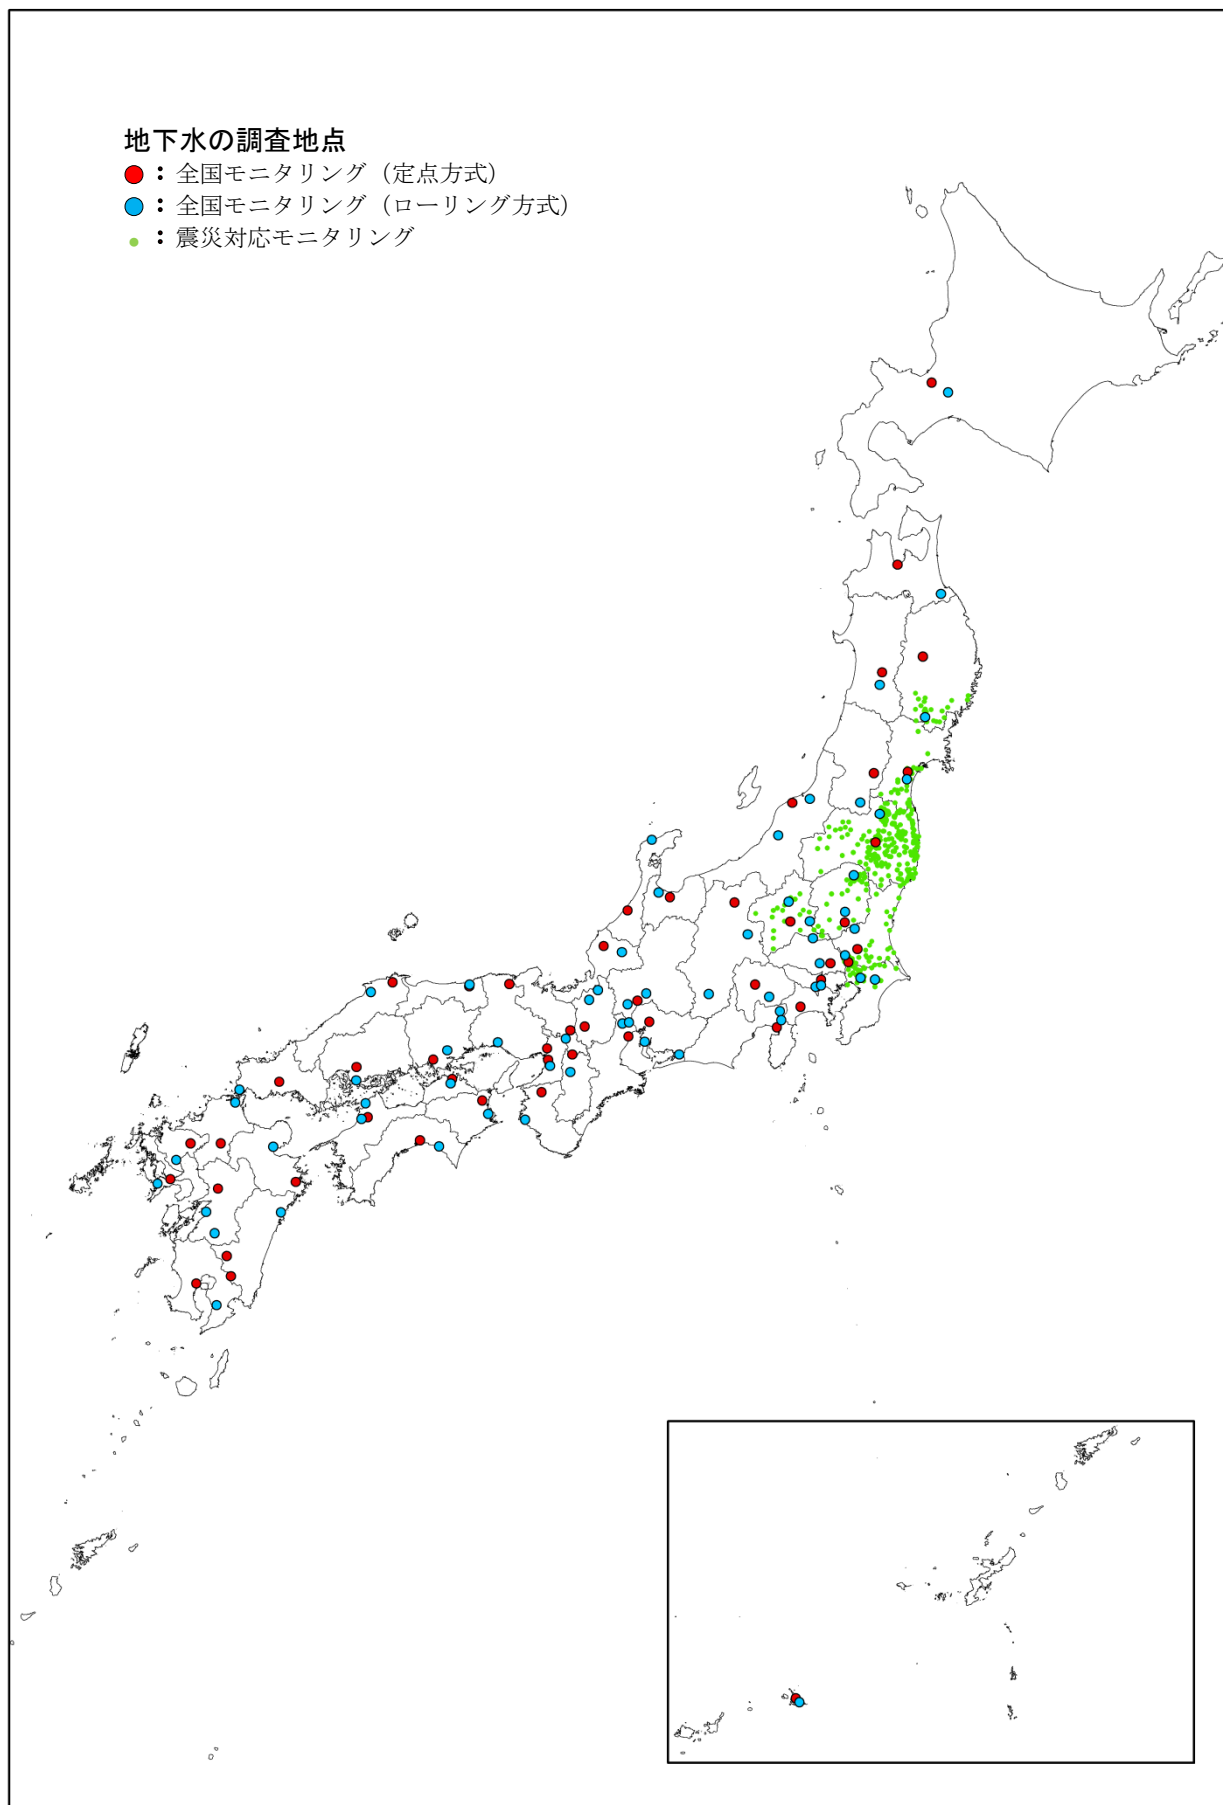 地下水の調査地点
：全国モニタリング（定点方式）
：全国モニタリング（ローリング方式）
：震災対応モニタリング